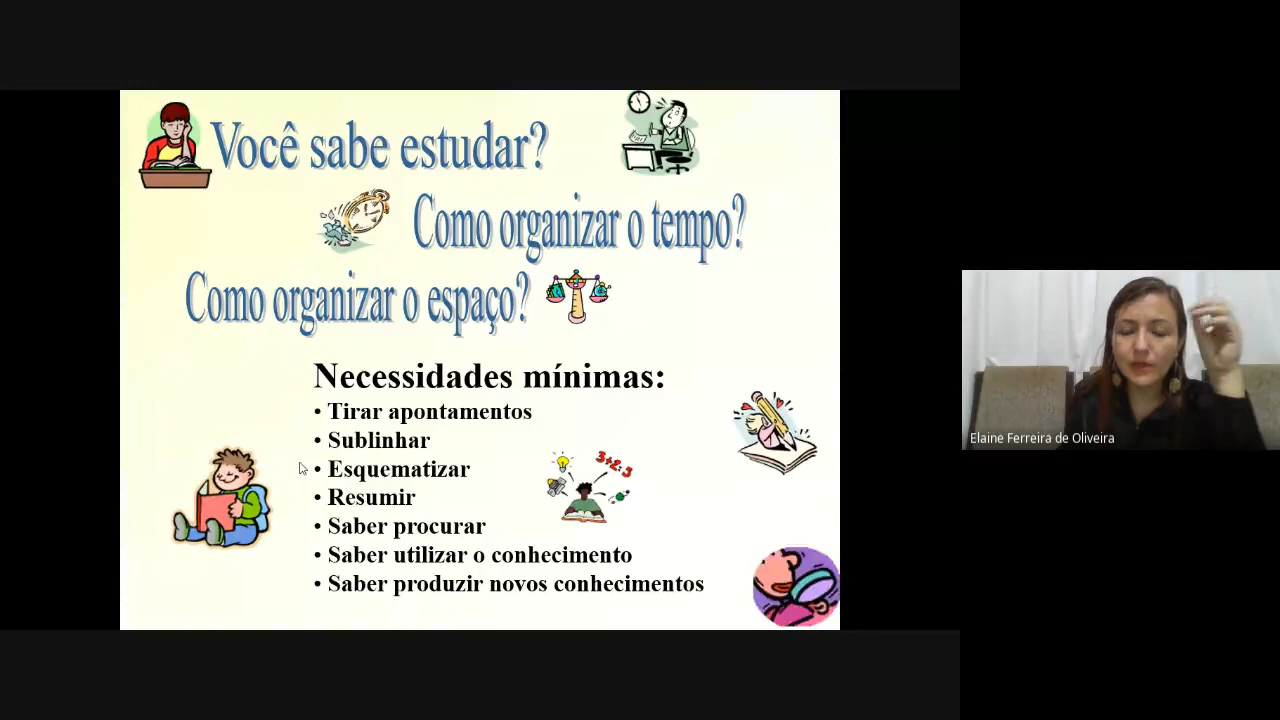 Você sabe estudar?
Como organizar o tempo?
Como organizar o espaço?
Necessidades mínimas:
• Tirar apontamentos
• Sublinhar
• Esquematizar
• Resumir
• Saber procurar
• Saber utilizar o conhecimento
• Saber produzir novos conhecimentos
Elaine Ferreira de Oliveira